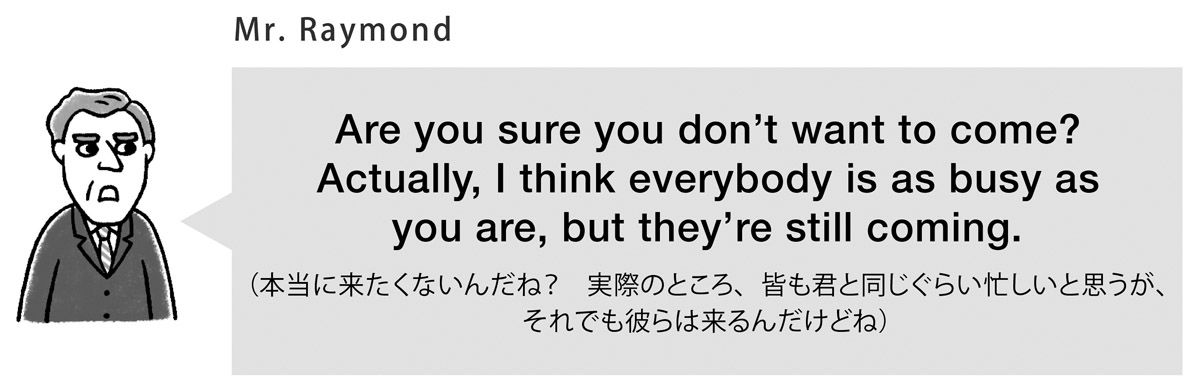 Mr. Raymond
Are you sure you don’t want to come?
Actually, I think everybody is as busy as
you are, but they’re still coming.
（本当に来たくないんだね？　実際のところ、皆も君と同じぐらい忙しいと思うが、
それでも彼らは来るんだけどね）